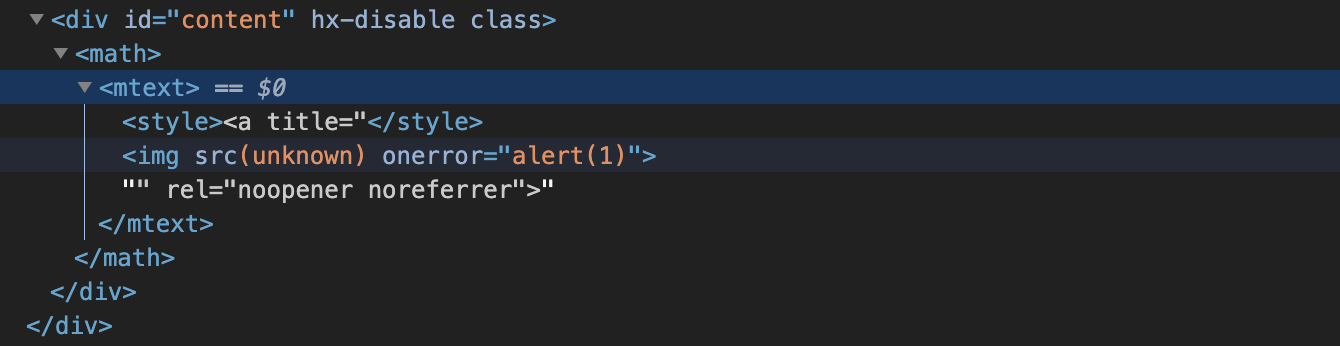 <div id="content" hx-disable class>
<math>
<mtext> == $0
<style><a title="</style>
<img src(unknown) onerror="alert(1)">
"" rel="noopener noreferrer">"
</mtext>
</math>
</div>
</div>